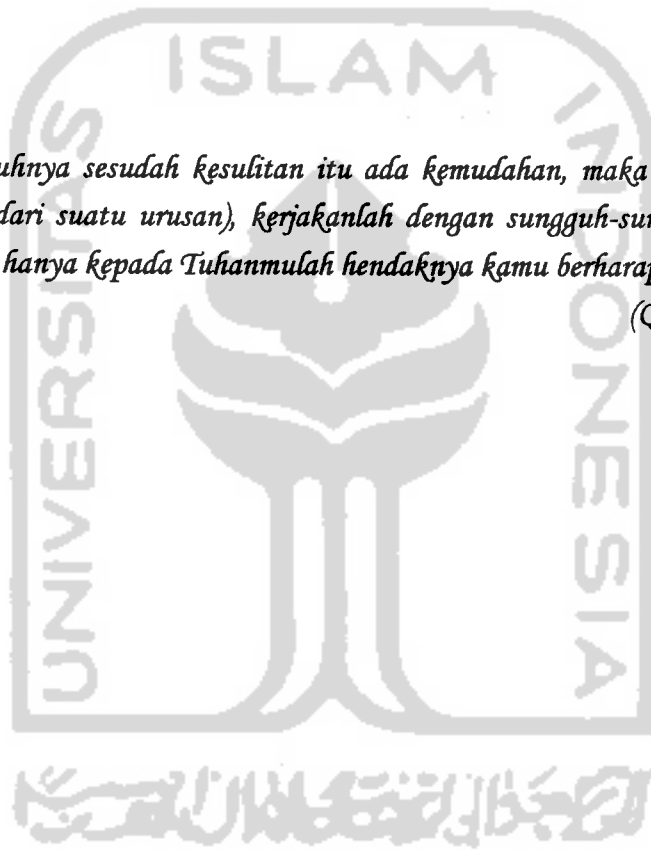 ISLAM
UNIVERSITAS
INDONESIA
uhnya sesudah kesulitan itu ada kemudahan, maka
dari suatu urusan), kerjakanlah dengan sungguh-sur
hanya kepada Tuhanmulah hendaknya kamu berharap
(Q